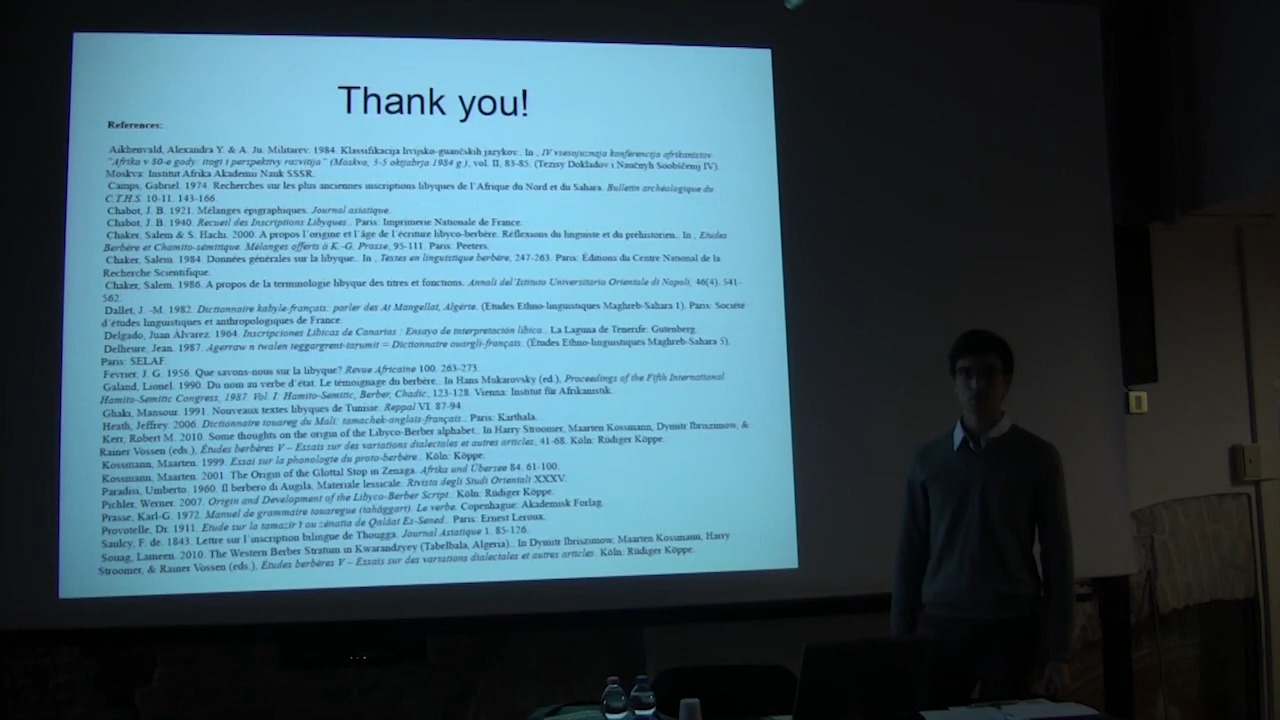 Thank you!
References:
Aikhenvald, Alexandra Y. & A. Ju. Militarev. 1984. Klassifikacija livijsko-guančskih jazykov.. In , IV vsesojuznaja konferencija afrikanistov
"Afrika v 80-e gody: itogi i perspektivy razvitija" (Moskva, 3-5 oktjabrja 1984 g.), vol. II, 83-85. (Tezisy Dokladov i Naučnyh Soobščenij IV).
Moskva: Institut Afrika Akademii Nauk SSSR.
Camps, Gabriel. 1974. Recherches sur les plus anciennes inscriptions libyques de l'Afrique du Nord et du Sahara. Bulletin archéologique du
C.T.H.S. 10-11. 143-166.
Chabot, J. B. 1921. Mélanges épigraphiques. Journal asiatique.
Chabot, J. B. 1940. Recueil des Inscriptions Libyques.. Paris: Imprimerie Nationale de France.
Chaker, Salem & S. Hachi. 2000. A propos de l'origine et l'âge de l'écriture libyco-berbère. Réflexions du linguiste et du préhistorien.. In , Etudes
Berbère et Chamito-sémitique. Mélanges offerts à K.-G. Prasse, 95-111. Paris: Peeters.
Chaker, Salem. 1984. Données générales sur la libyque.. In , Textes en linguistique berbère, 247-263. Paris: Éditions du Centre National de la
Recherche Scientifique.
Chaker, Salem. 1986. A propos de la terminologie libyque des titres et fonctions. Annali del'Istituto Universitario Orientale di Napoli, 46(4). 541-
562.
Dallet, J. -M. 1982. Dictionnaire kabyle-français: parler des At Mangellat, Algérie. (Etudes Ethno-linguistiques Maghreb-Sahara 1). Paris: Société
d'études linguistiques et anthropologiques de France.
Delgado, Juan Álvarez. 1964. Inscripciones Líbicas de Canarias : Ensayo de interpretación líbica.. La Laguna de Tenerife: Gutenberg.
Delheure, Jean. 1987. Agerraw n twalen teggargrent-tarumit = Dictionnaire ouargli-français. (Études Ethno-linguistiques Maghreb-Sahara 5).
Paris: SELAF.
Fevrier, J. G. 1956. Que savons-nous sur la libyque? Revue Africaine 100. 263-273.
Galand, Lionel. 1990. Du nom au verbe d'état. Le témoignage du berbère.. In Hans Mukarovsky (ed.), Proceedings of the Fifth International
Hamito-Semitic Congress, 1987. Vol. I: Hamito-Semitic, Berber, Chadic, 123-128. Vienna: Institut für Afrikanistik.
Ghaki, Mansour. 1991. Nouveaux textes libyques de Tunisie. Reppal VI. 87-94.
Heath, Jeffrey. 2006. Dictionnaire touareg du Mali: tamachek-anglais-français.. Paris: Karthala.
Kerr, Robert M. 2010. Some thoughts on the origin of the Libyco-Berber alphabet.. In Harry Stroomer, Maarten Kossmann, Dymitr Ibriszimow, &
Rainer Vossen (eds.), Études berbères V – Essais sur des variations dialectales et autres articles, 41-68. Köln: Rüdiger Köppe.
Kossmann, Maarten. 1999. Essai sur la phonologie du proto-berbère.. Köln: Köppe.
Kossmann, Maarten. 2001. The Origin of the Glottal Stop in Zenaga. Afrika und Übersee 84. 61-100.
Paradisi, Umberto. 1960. Il berbero di Augila, Materiale lessicale. Rivista degli Studi Orientali XXXV.
Pichler, Werner. 2007. Origin and Development of the Libyco-Berber Script. Köln: Rüdiger Köppe.
Prasse, Karl-G. 1972. Manuel de grammaire touaregue (tahăggart). Le verbe. Copenhague: Akademisk Forlag.
Provotelle, Dr. 1911. Etude sur la tamazir't ou zénatia de Qalâat Es-Sened.. Paris: Ernest Leroux.
Saulcy, F. de. 1843. Lettre sur l'inscription bilingue de Thougga. Journal Asiatique 1. 85-126.
Souag, Lameen. 2010. The Western Berber Stratum in Kwarandzyey (Tabelbala, Algeria).. In Dymitr Ibriszimow, Maarten Kossmann, Harry
Stroomer, & Rainer Vossen (eds.), Études berbères V – Essais sur des variations dialectales et autres articles. Köln: Rüdiger Köppe.